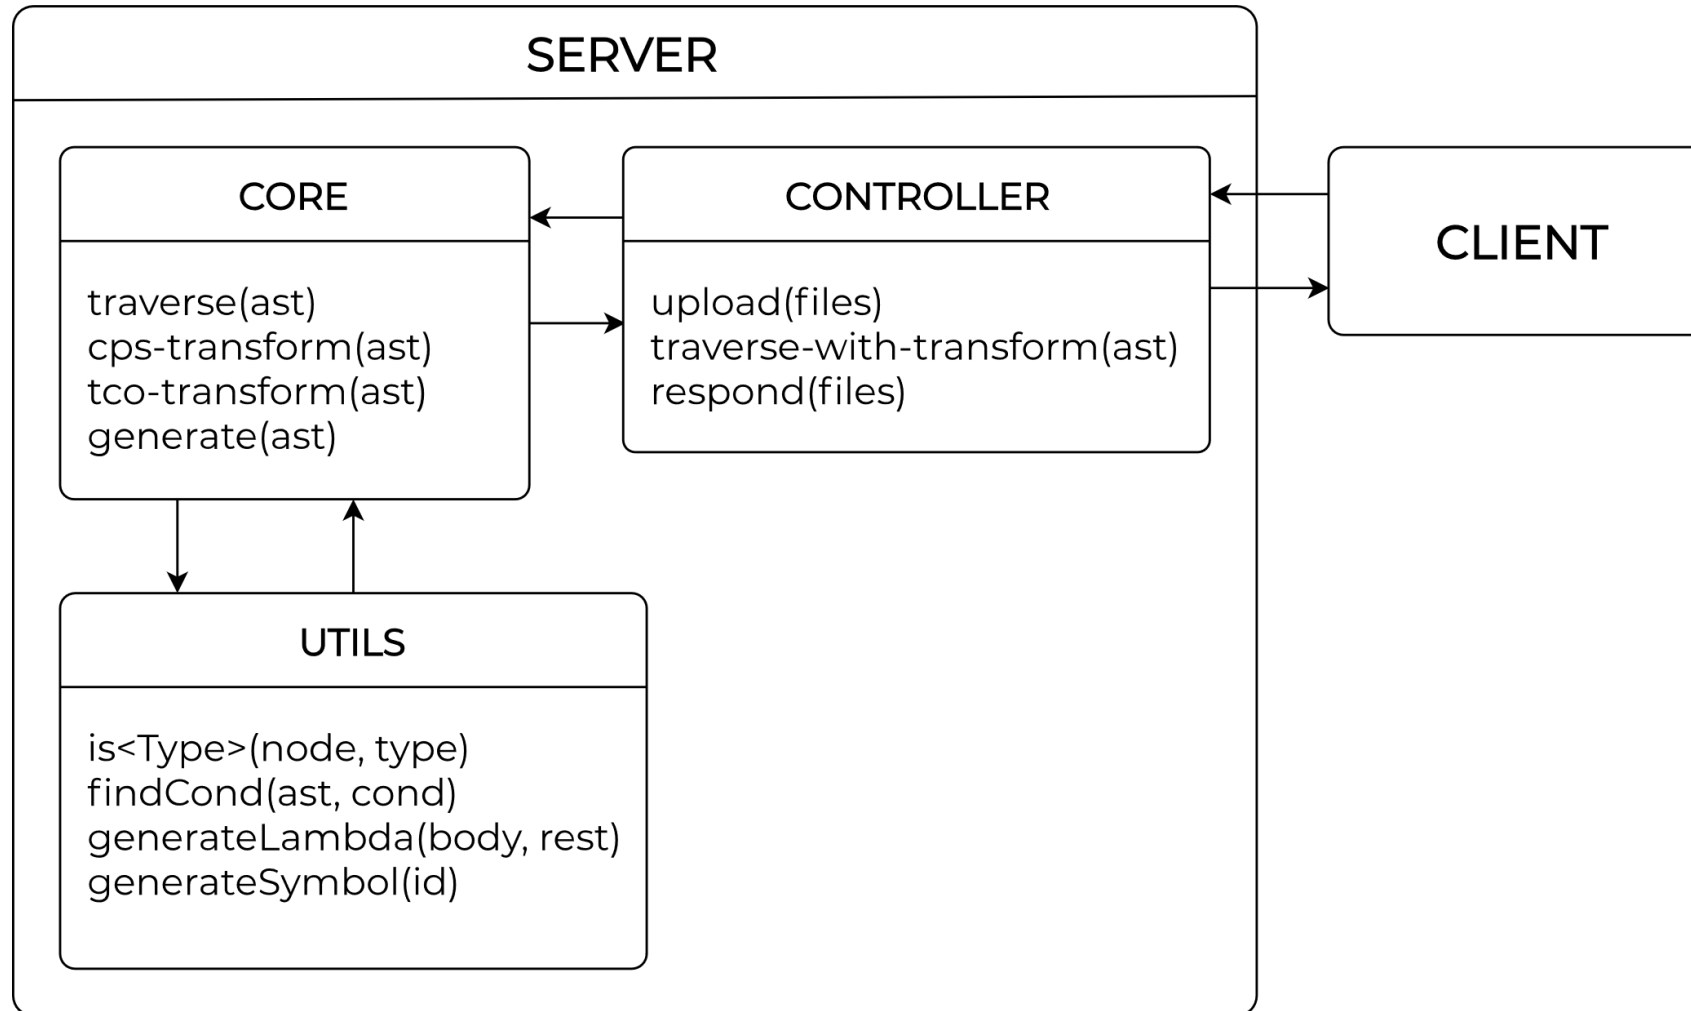 SERVER
CORE
traverse(ast)
cps-transform(ast)
tco-transform(ast)
generate(ast)
CONTROLLER
upload(files)
traverse-with-transform(ast)
respond(files)
CLIENT
UTILS
is<Type>(node, type)
findCond(ast, cond)
generateLambda(body, rest)
generateSymbol(id)